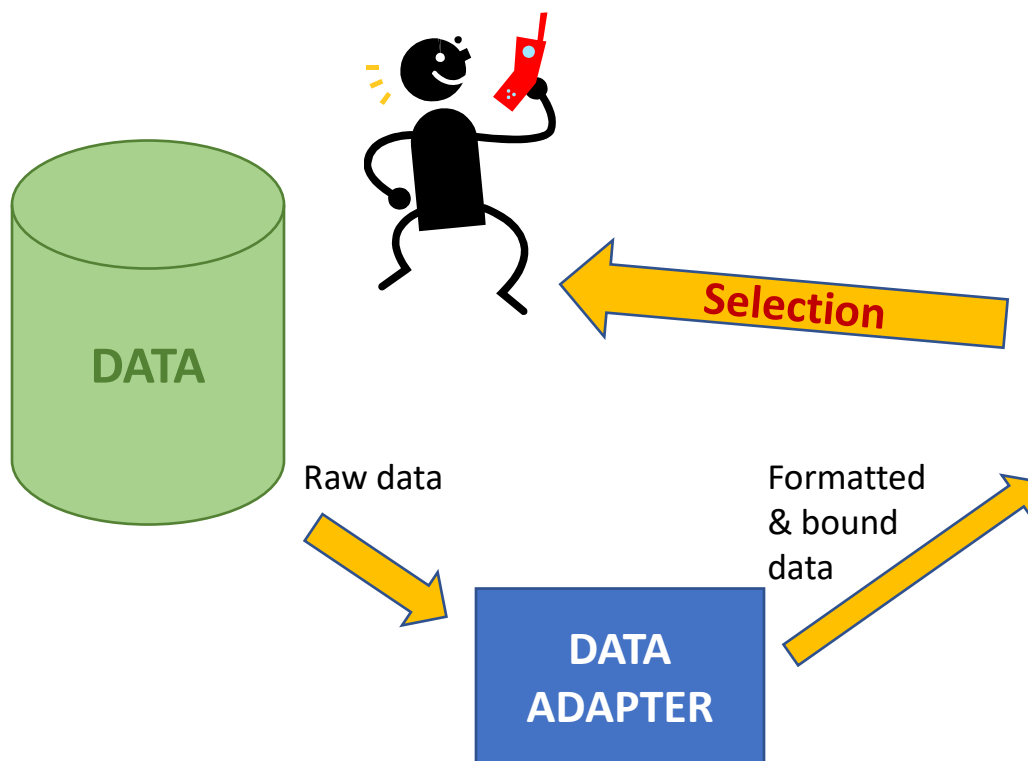 Selection
DATA
Raw data
Formatted
& bound
data
DATA
ADAPTER